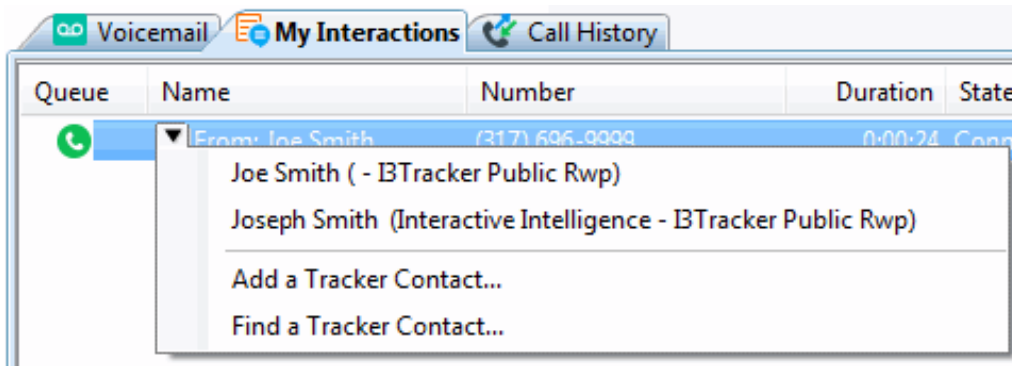 Voicemail My Interactions Call History
Queue Name Number Duration State
From: Joe Smith (317) 696-9999 0:00:24 Conn
Joe Smith ( - I3Tracker Public Rwp)
Joseph Smith (Interactive Intelligence - I3Tracker Public Rwp)
Add a Tracker Contact...
Find a Tracker Contact...